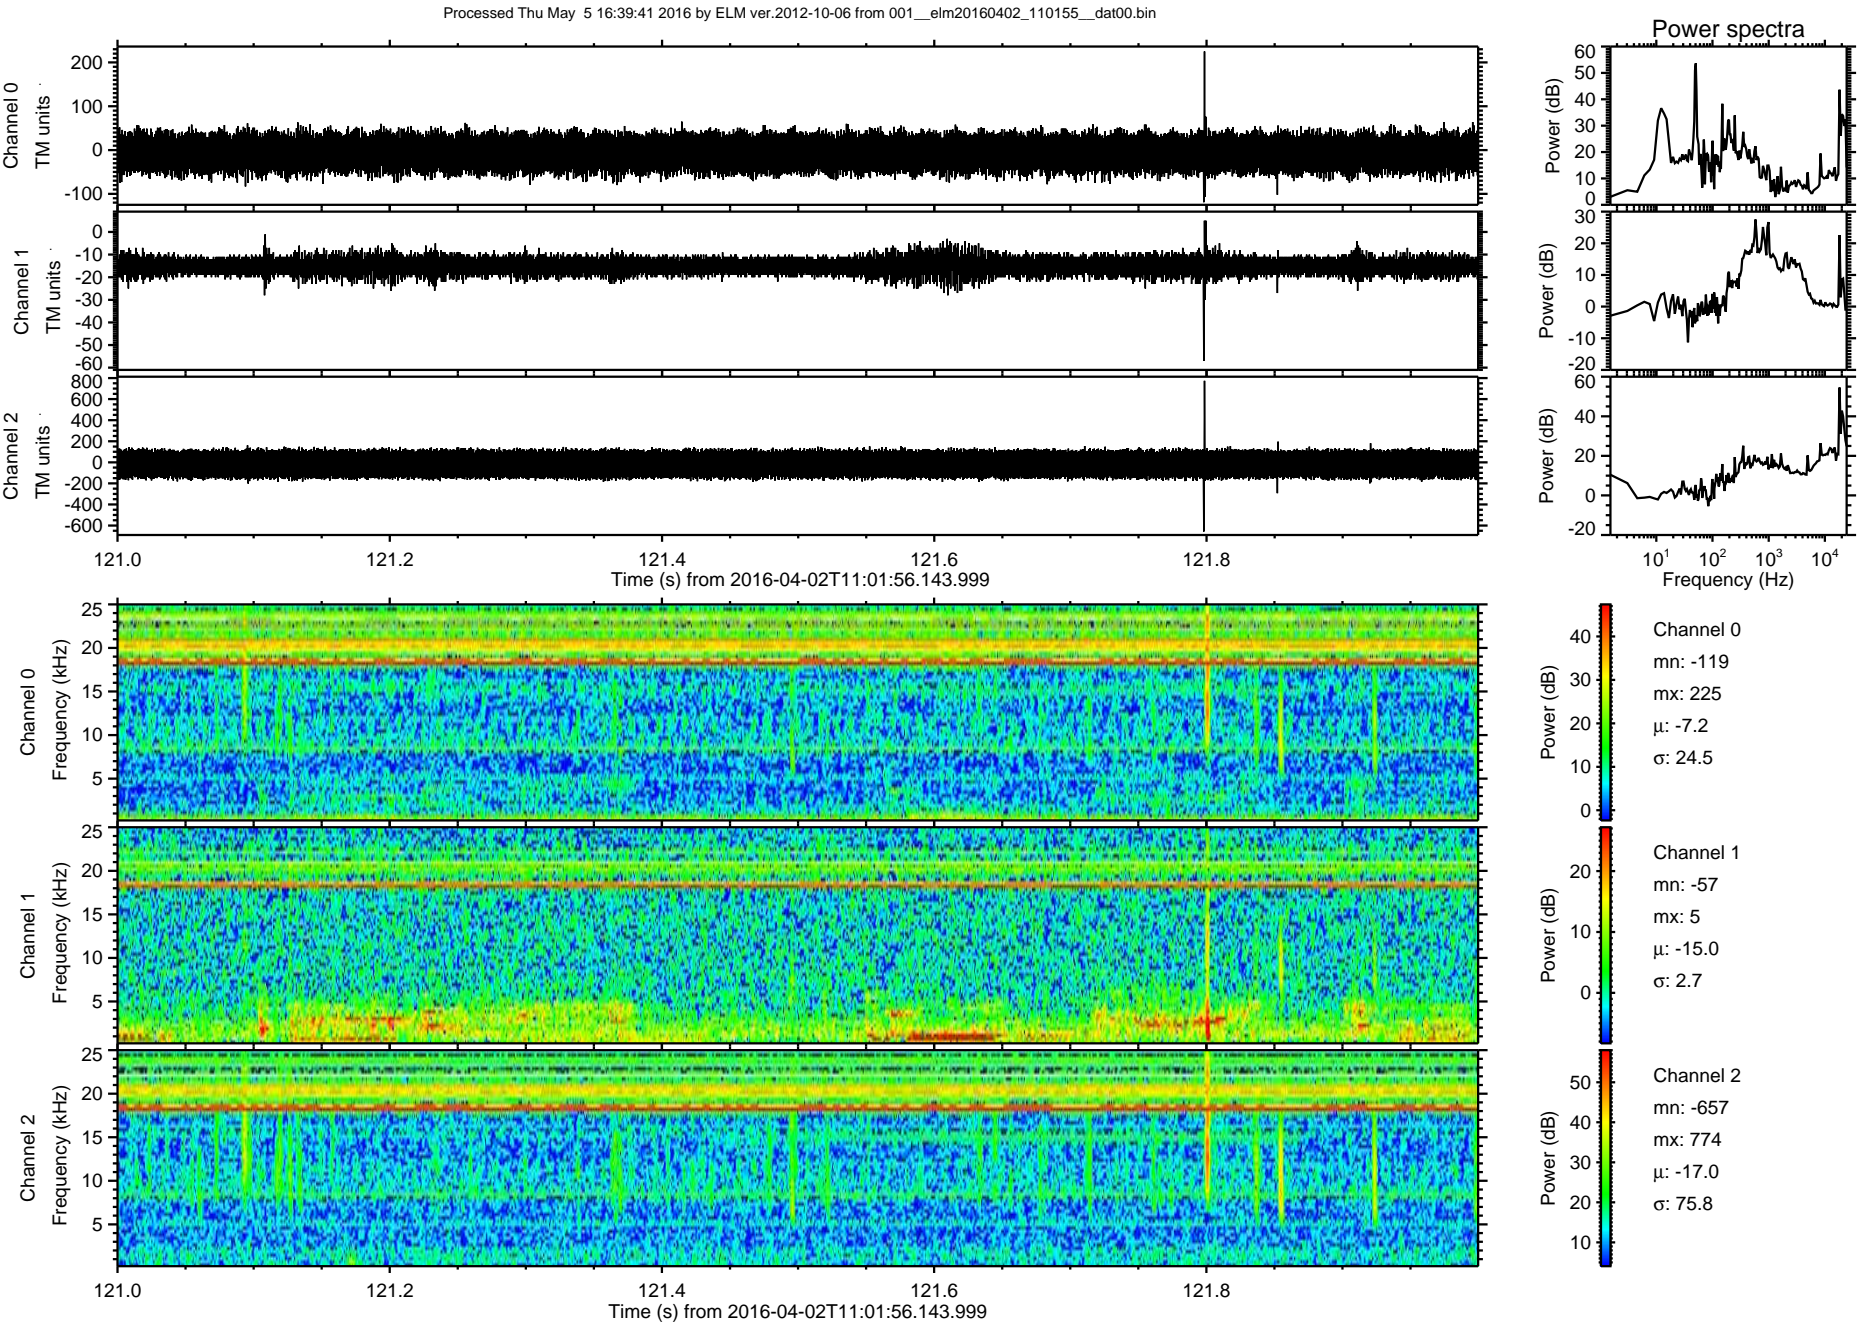 Processed Thu May  5 16:39:41 2016 by ELM ver.2012-10-06 from 001__elm20160402_110155__dat00.bin
Power spectra
Channel 0
TM units
200
100
0
-100
Power (dB)
60
50
40
30
20
10
0
Channel 1
TM units
0
-10
-20
-30
-40
-50
-60
Power (dB)
30
20
10
0
-10
-20
Channel 2
TM units
800
600
400
200
0
-200
-400
-600
Power (dB)
60
40
20
0
-20
121.0 121.2 121.4 121.6 121.8
Time (s) from 2016-04-02T11:01:56.143.999
10¹ 10² 10³ 10⁴
Frequency (Hz)
Channel 0
Frequency (kHz)
25
20
15
10
5
Power (dB)
40
30
20
10
0
Channel 0
mn: -119
mx: 225
μ: -7.2
σ: 24.5
Channel 1
Frequency (kHz)
25
20
15
10
5
Power (dB)
20
10
0
Channel 1
mn: -57
mx: 5
μ: -15.0
σ: 2.7
Channel 2
Frequency (kHz)
25
20
15
10
5
Power (dB)
50
40
30
20
10
Channel 2
mn: -657
mx: 774
μ: -17.0
σ: 75.8
121.0 121.2 121.4 121.6 121.8
Time (s) from 2016-04-02T11:01:56.143.999